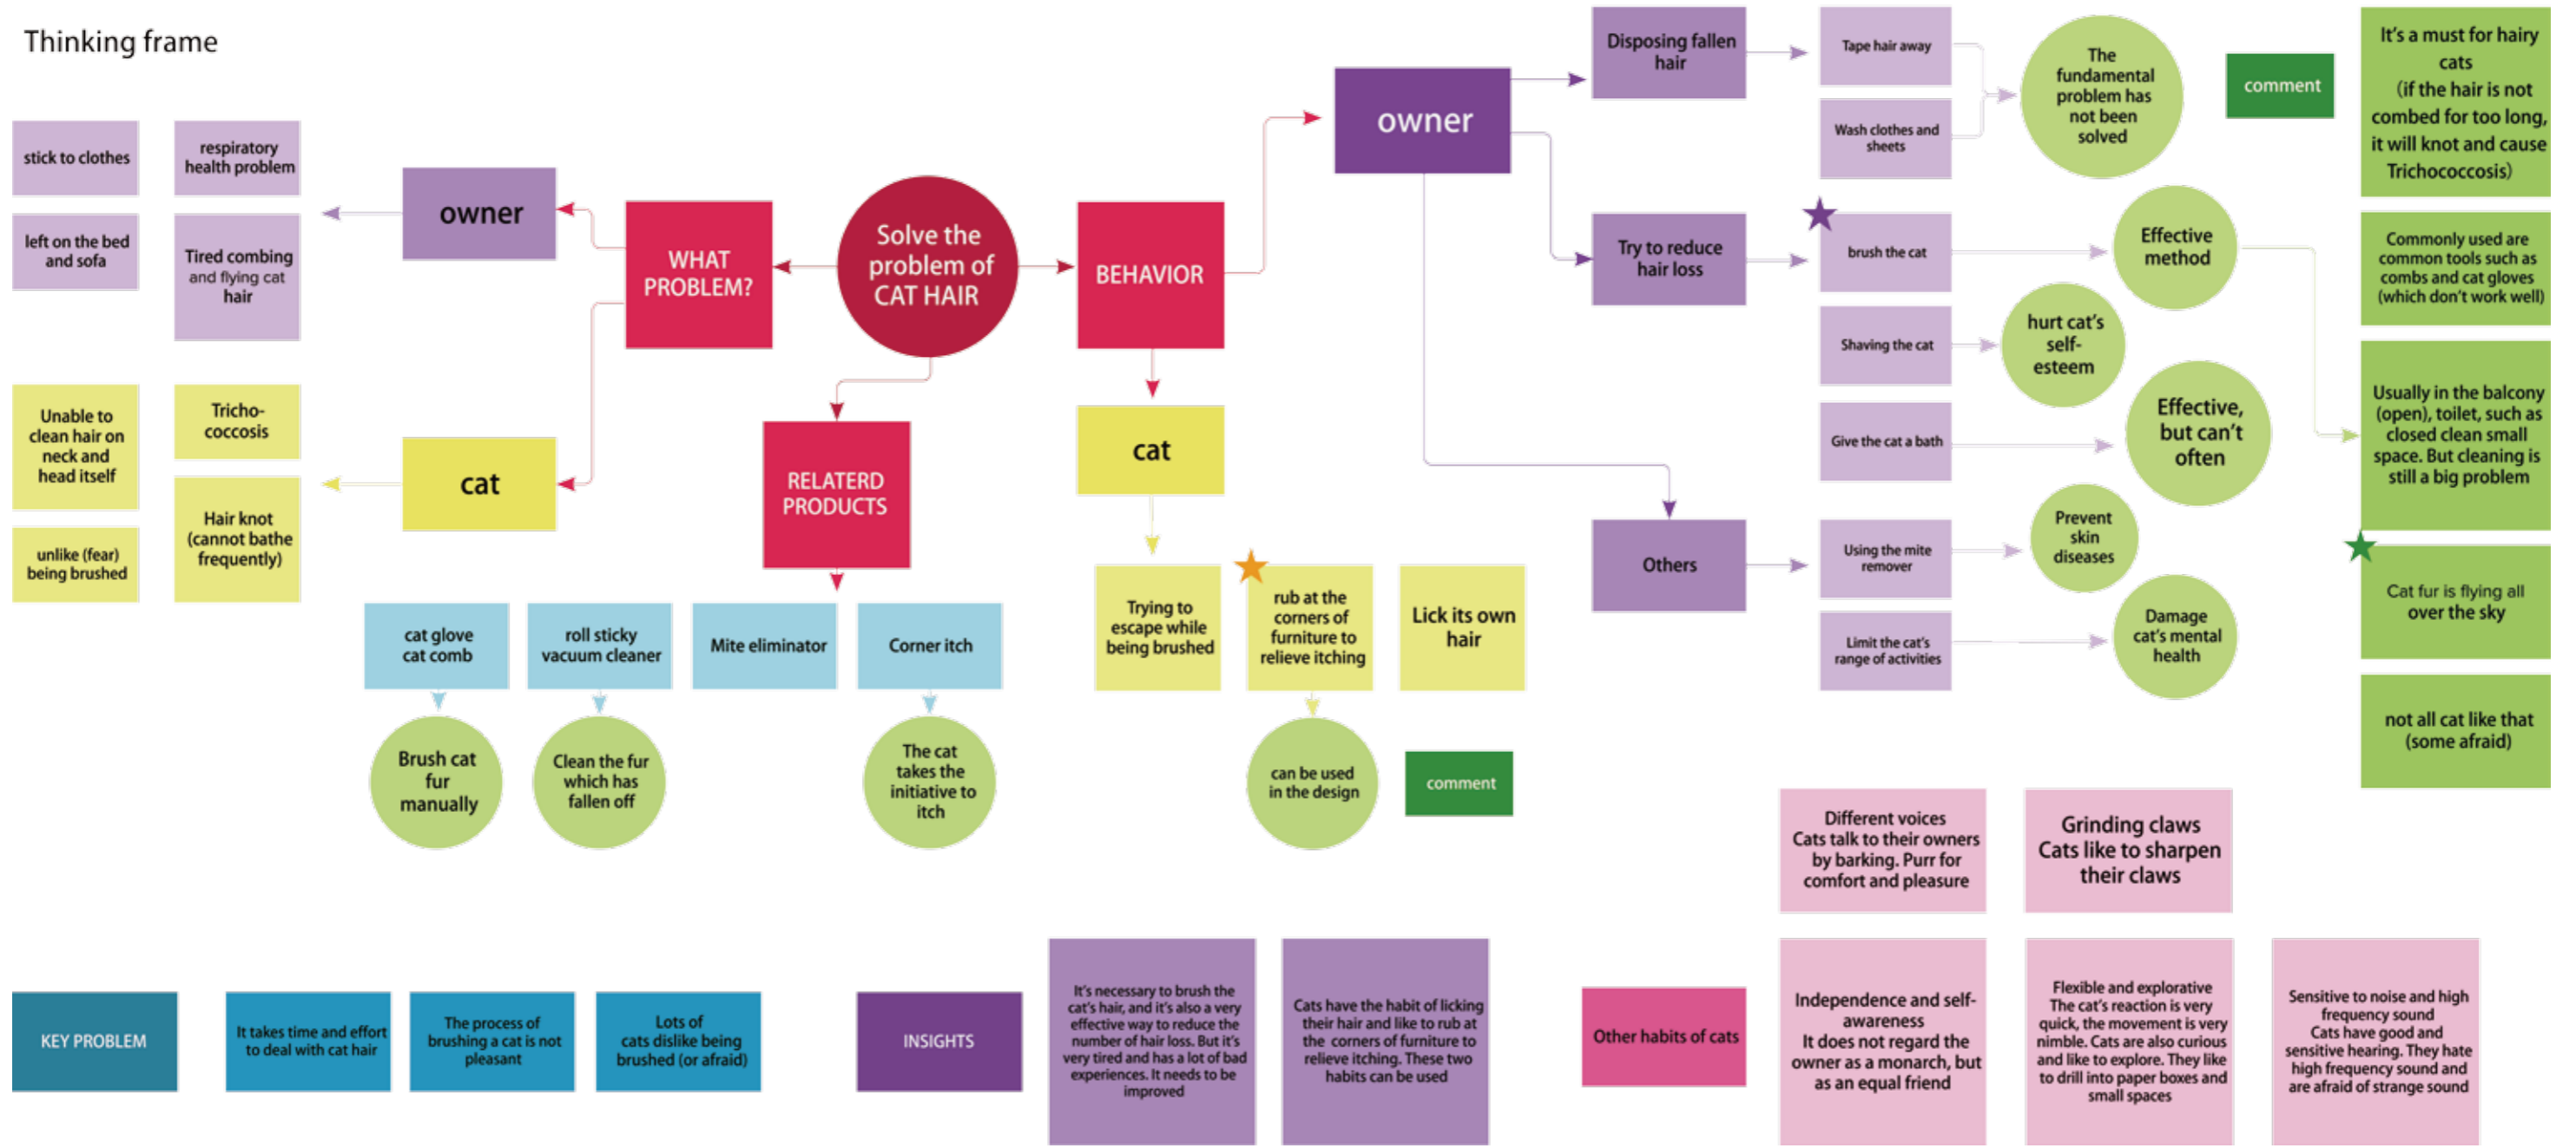 Thinking frame
stick to clothes
respiratory
health problem
left on the bed
and sofa
Tired combing
and flying cat
hair
owner
WHAT
PROBLEM?
Solve the
problem of
CAT HAIR
BEHAVIOR
Unable to
clean hair on
neck and
head itself
Tricho-
coccosis
unlike (fear)
being brushed
Hair knot
(cannot bathe
frequently)
cat
RELATERD
PRODUCTS
cat glove
cat comb
roll sticky
vacuum cleaner
Mite eliminator
Corner itch
Brush cat
fur
manually
Clean the fur
which has
fallen off
The cat
takes the
initiative to
itch
cat
Trying to
escape while
being brushed
rub at the
corners of
furniture to
relieve itching
Lick its own
hair
can be used
in the design
comment
owner
Disposing fallen
hair
Tape hair away
Wash clothes and
sheets
The
fundamental
problem has
not been
solved
Try to reduce
hair loss
brush the cat
Effective
method
Shaving the cat
hurt cat's
self-
esteem
Give the cat a bath
Effective,
but can't
often
Others
Using the mite
remover
Prevent
skin
diseases
Limit the cat's
range of activities
Damage
cat's mental
health
comment
It's a must for hairy
cats
(if the hair is not
combed for too long,
it will knot and cause
Trichococcosis)
Commonly used are
common tools such as
combs and cat gloves
(which don't work well)
Usually in the balcony
(open), toilet, such as
closed clean small
space. But cleaning is
still a big problem
Cat fur is flying all
over the sky
not all cat like that
(some afraid)
KEY PROBLEM
It takes time and effort
to deal with cat hair
The process of
brushing a cat is not
pleasant
Lots of
cats dislike being
brushed (or afraid)
INSIGHTS
It's necessary to brush the
cat's hair, and it's also a very
effective way to reduce the
number of hair loss. But it's
very tired and has a lot of bad
experiences. It needs to be
improved
Cats have the habit of licking
their hair and like to rub at
the corners of furniture to
relieve itching. These two
habits can be used
Other habits of cats
Different voices
Cats talk to their owners
by barking. Purr for
comfort and pleasure
Grinding claws
Cats like to sharpen
their claws
Independence and self-
awareness
It does not regard the
owner as a monarch, but
as an equal friend
Flexible and explorative
The cat's reaction is very
quick, the movement is very
nimble. Cats are also curious
and like to explore. They like
to drill into paper boxes and
small spaces
Sensitive to noise and high
frequency sound
Cats have good and
sensitive hearing. They hate
high frequency sound and
are afraid of strange sound